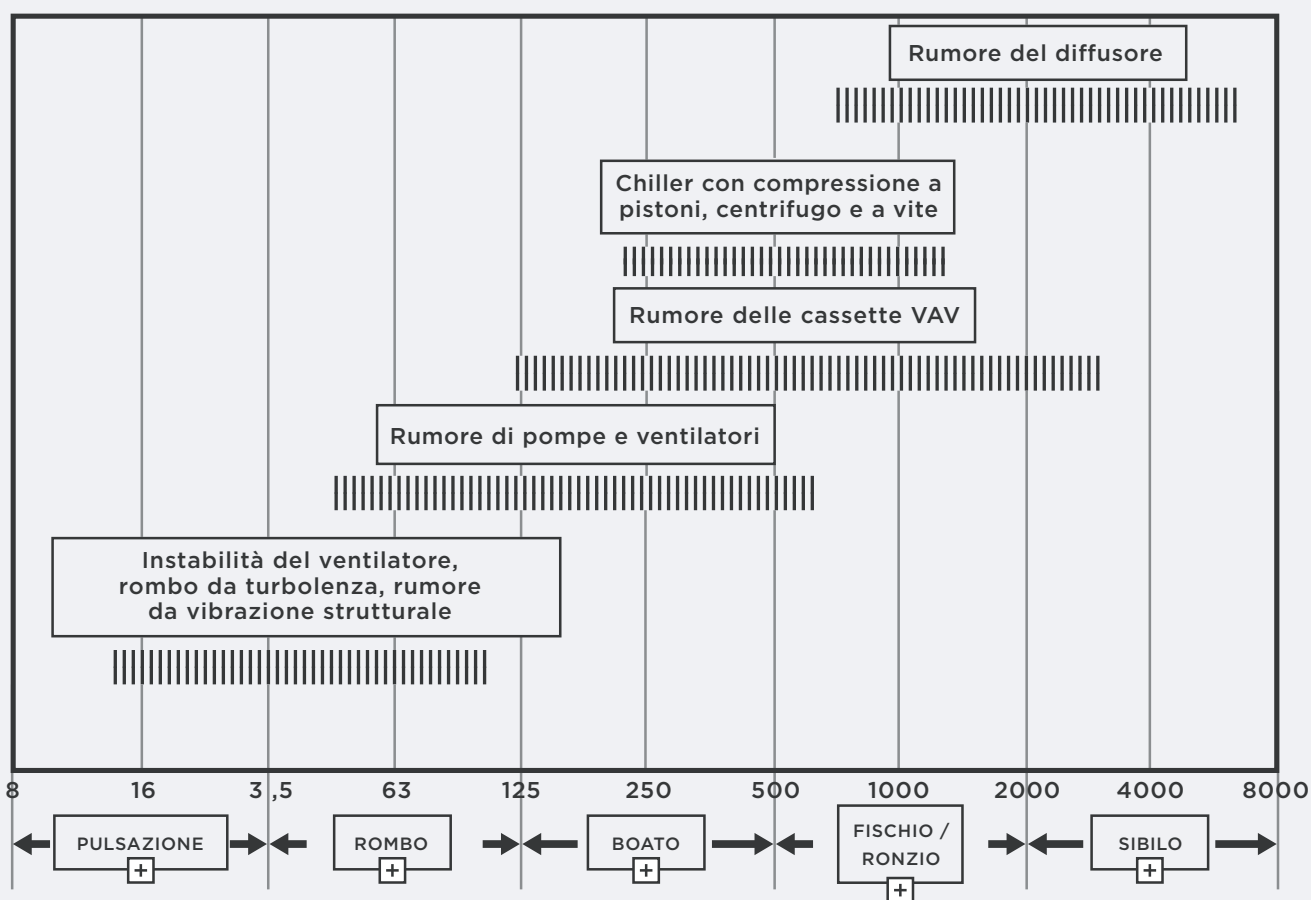 Rumore del diffusore
Chiller con compressione a
pistoni, centrifugo e a vite
Rumore delle cassette VAV
Rumore di pompe e ventilatori
Instabilità del ventilatore,
rombo da turbolenza, rumore
da vibrazione strutturale
8 16 3,5 63 125 250 500 1000 2000 4000 8000
PULSAZIONE ROMBO BOATO FISCHIO / RONZIO SIBILO
+ + + + +